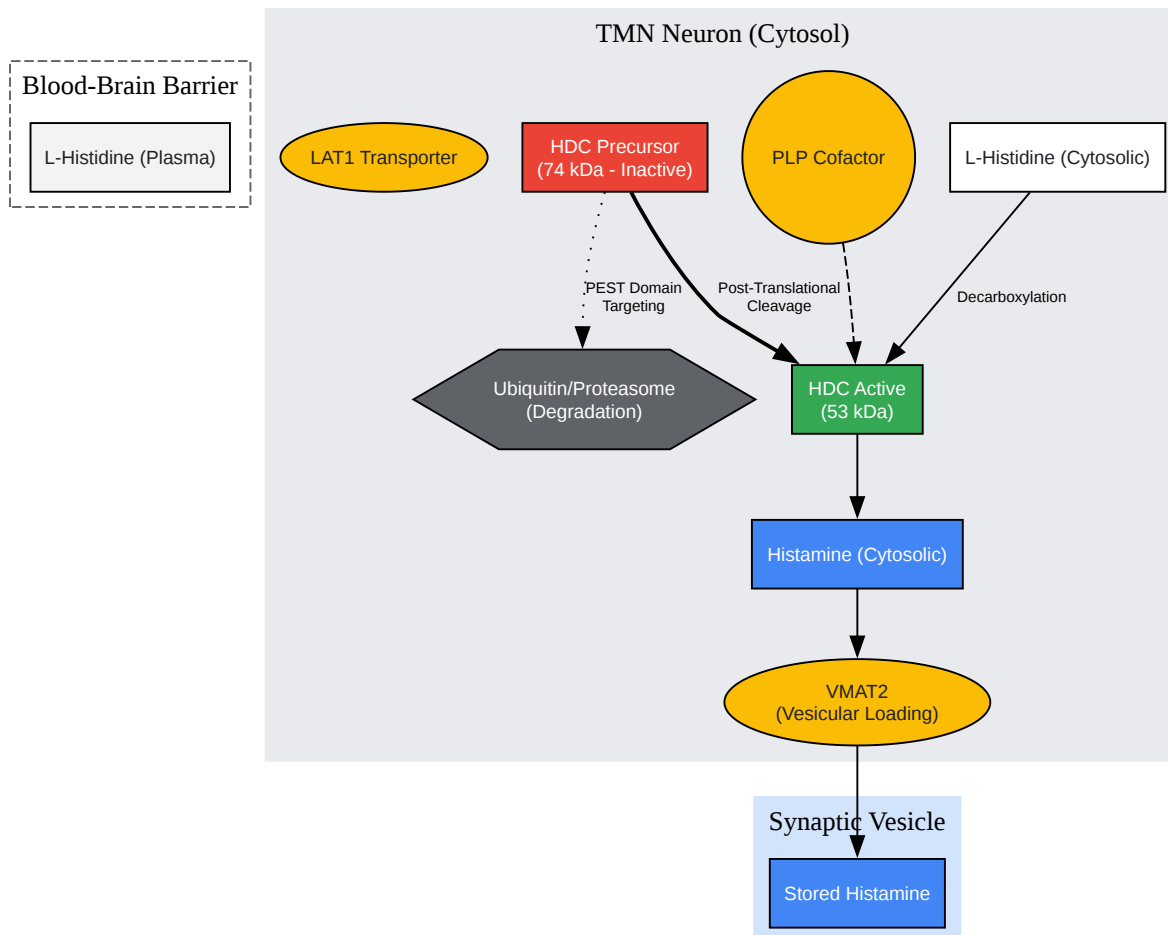 TMN Neuron (Cytosol)
Blood-Brain Barrier
L-Histidine (Plasma)
LAT1 Transporter
HDC Precursor
(74 kDa - Inactive)
PLP Cofactor
L-Histidine (Cytosolic)
PEST Domain
Targeting
Post-Translational
Cleavage
Decarboxylation
Ubiquitin/Proteasome
(Degradation)
HDC Active
(53 kDa)
Histamine (Cytosolic)
VMAT2
(Vesicular Loading)
Synaptic Vesicle
Stored Histamine